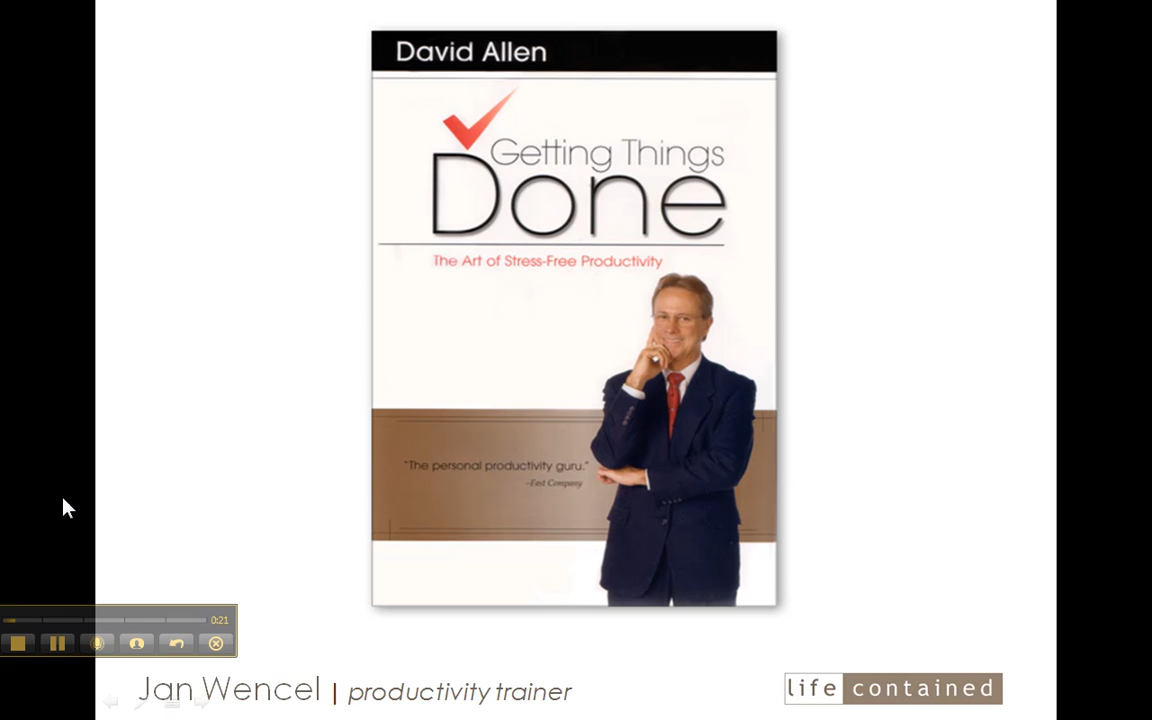 David Allen
Getting Things
Done
The Art of Stress-Free Productivity
"The personal productivity guru."
-Fast Company
0:21
Jan Wencel | productivity trainer
life contained